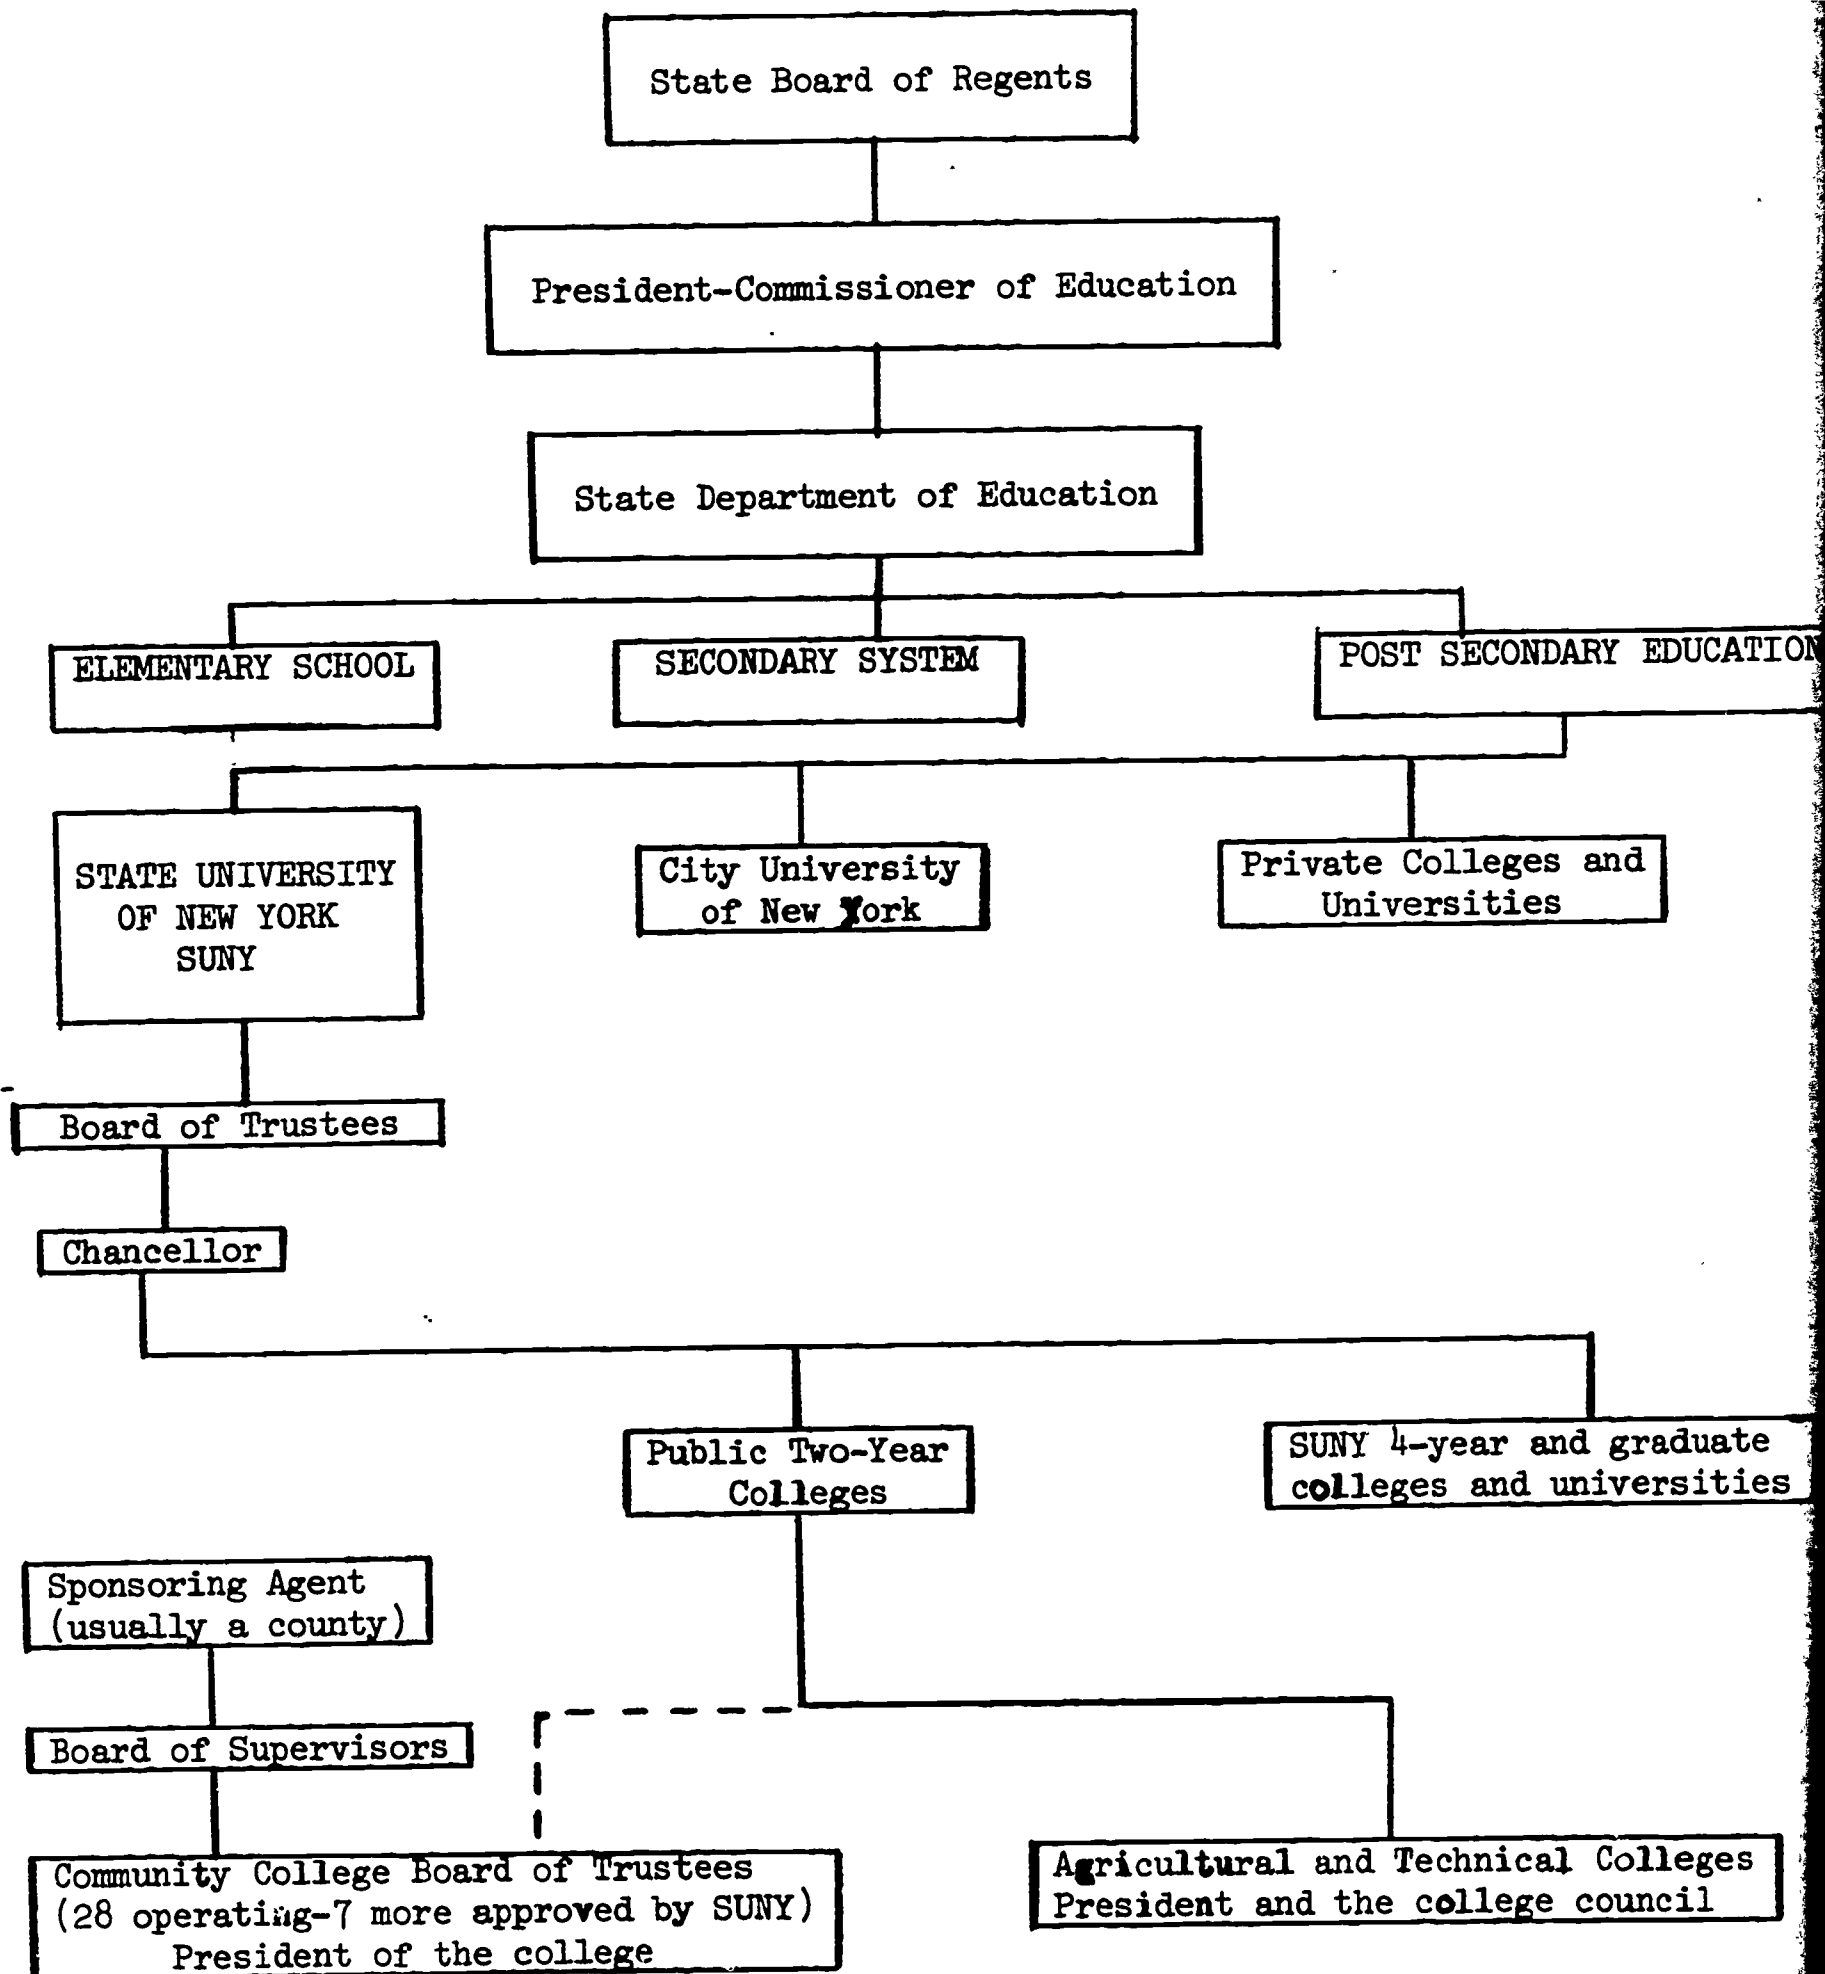 State Board of Regents
President-Commissioner of Education
State Department of Education
ELEMENTARY SCHOOL
SECONDARY SYSTEM
POST SECONDARY EDUCATION
STATE UNIVERSITY
OF NEW YORK
SUNY
City University
of New York
Private Colleges and
Universities
Board of Trustees
Chancellor
Public Two-Year
Colleges
SUNY 4-year and graduate
colleges and universities
Sponsoring Agent
(usually a county)
Board of Supervisors
Community College Board of Trustees
(28 operating-7 more approved by SUNY)
President of the college
Agricultural and Technical Colleges
President and the college council